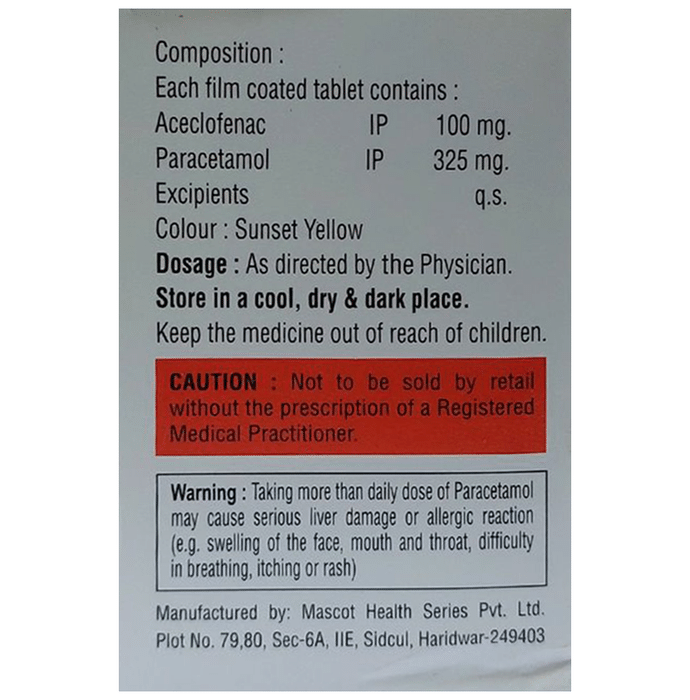 Composition :
Each film coated tablet contains :
Aceclofenac IP 100 mg.
Paracetamol IP 325 mg.
Excipients q.s.
Colour : Sunset Yellow
Dosage : As directed by the Physician.
Store in a cool, dry & dark place.
Keep the medicine out of reach of children.
CAUTION : Not to be sold by retail
without the prescription of a Registered
Medical Practitioner.
Warning : Taking more than daily dose of Paracetamol
may cause serious liver damage or allergic reaction
(e.g. swelling of the face, mouth and throat, difficulty
in breathing, itching or rash)
Manufactured by: Mascot Health Series Pvt. Ltd.
Plot No. 79,80, Sec-6A, IIE, Sidcul, Haridwar-249403